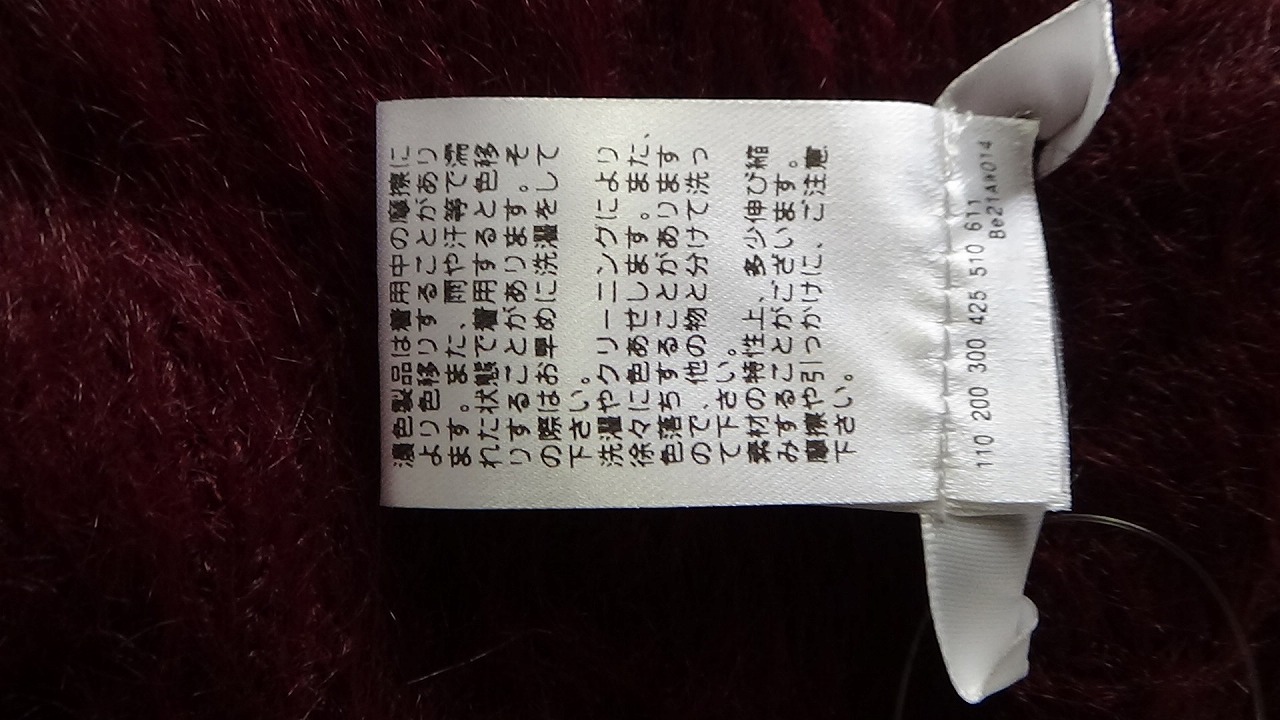 濃色製品は着用中の摩擦に
より色移りすることがあり
ます。また、雨や汗等で濡
れた状態で着用すると色移
りすることがあります。そ
の際はお早めに洗濯をして
下さい。
洗濯やクリーニングにより
徐々に色あせします。また、
色落ちすることがあります
ので、他の物と分けて洗っ
て下さい。
素材の特性上、多少伸び縮
みすることがございます。
摩擦や引っかけに、ご注意
下さい。
110 200 300 425 510 611
Be21AW014